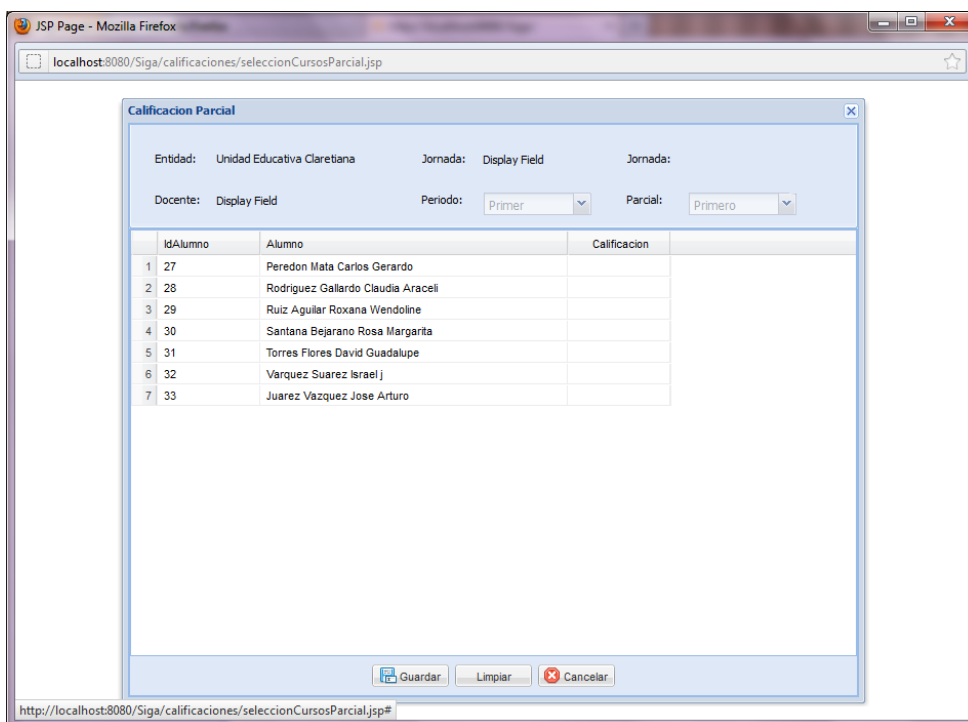 JSP Page - Mozilla Firefox
localhost:8080/Siga/calificaciones/seleccionCursosParcial.jsp
Calificacion Parcial
Entidad: Unidad Educativa Claretiana Jornada: Display Field Jornada:
Docente: Display Field Periodo: Primer Parcial: Primero
IdAlumno Alumno Calificacion
1 27 Peredon Mata Carlos Gerardo
2 28 Rodriguez Gallardo Claudia Araceli
3 29 Ruiz Aguilar Roxana Wendoline
4 30 Santana Bejarano Rosa Margarita
5 31 Torres Flores David Guadalupe
6 32 Varquez Suarez Israel j
7 33 Juarez Vazquez Jose Arturo
Guardar Limpiar Cancelar
http://localhost:8080/Siga/calificaciones/seleccionCursosParcial.jsp#